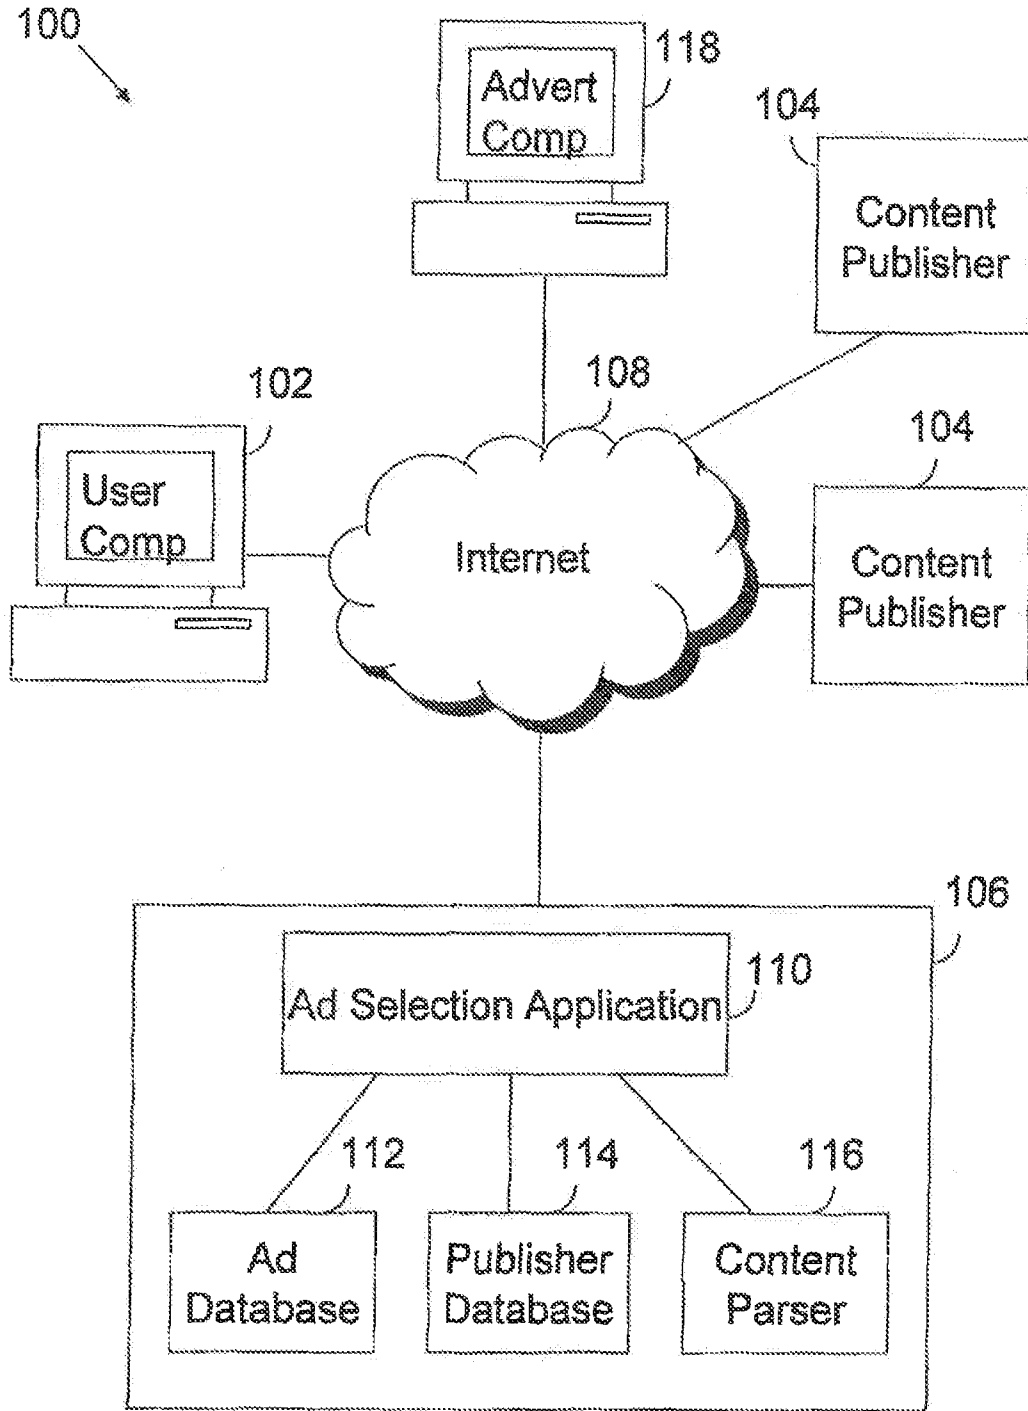 100
118
Advert
Comp
104
Content
Publisher
102
108
104
User
Comp
Internet
Content
Publisher
106
110
Ad Selection Application
112
114
116
Ad
Database
Publisher
Database
Content
Parser